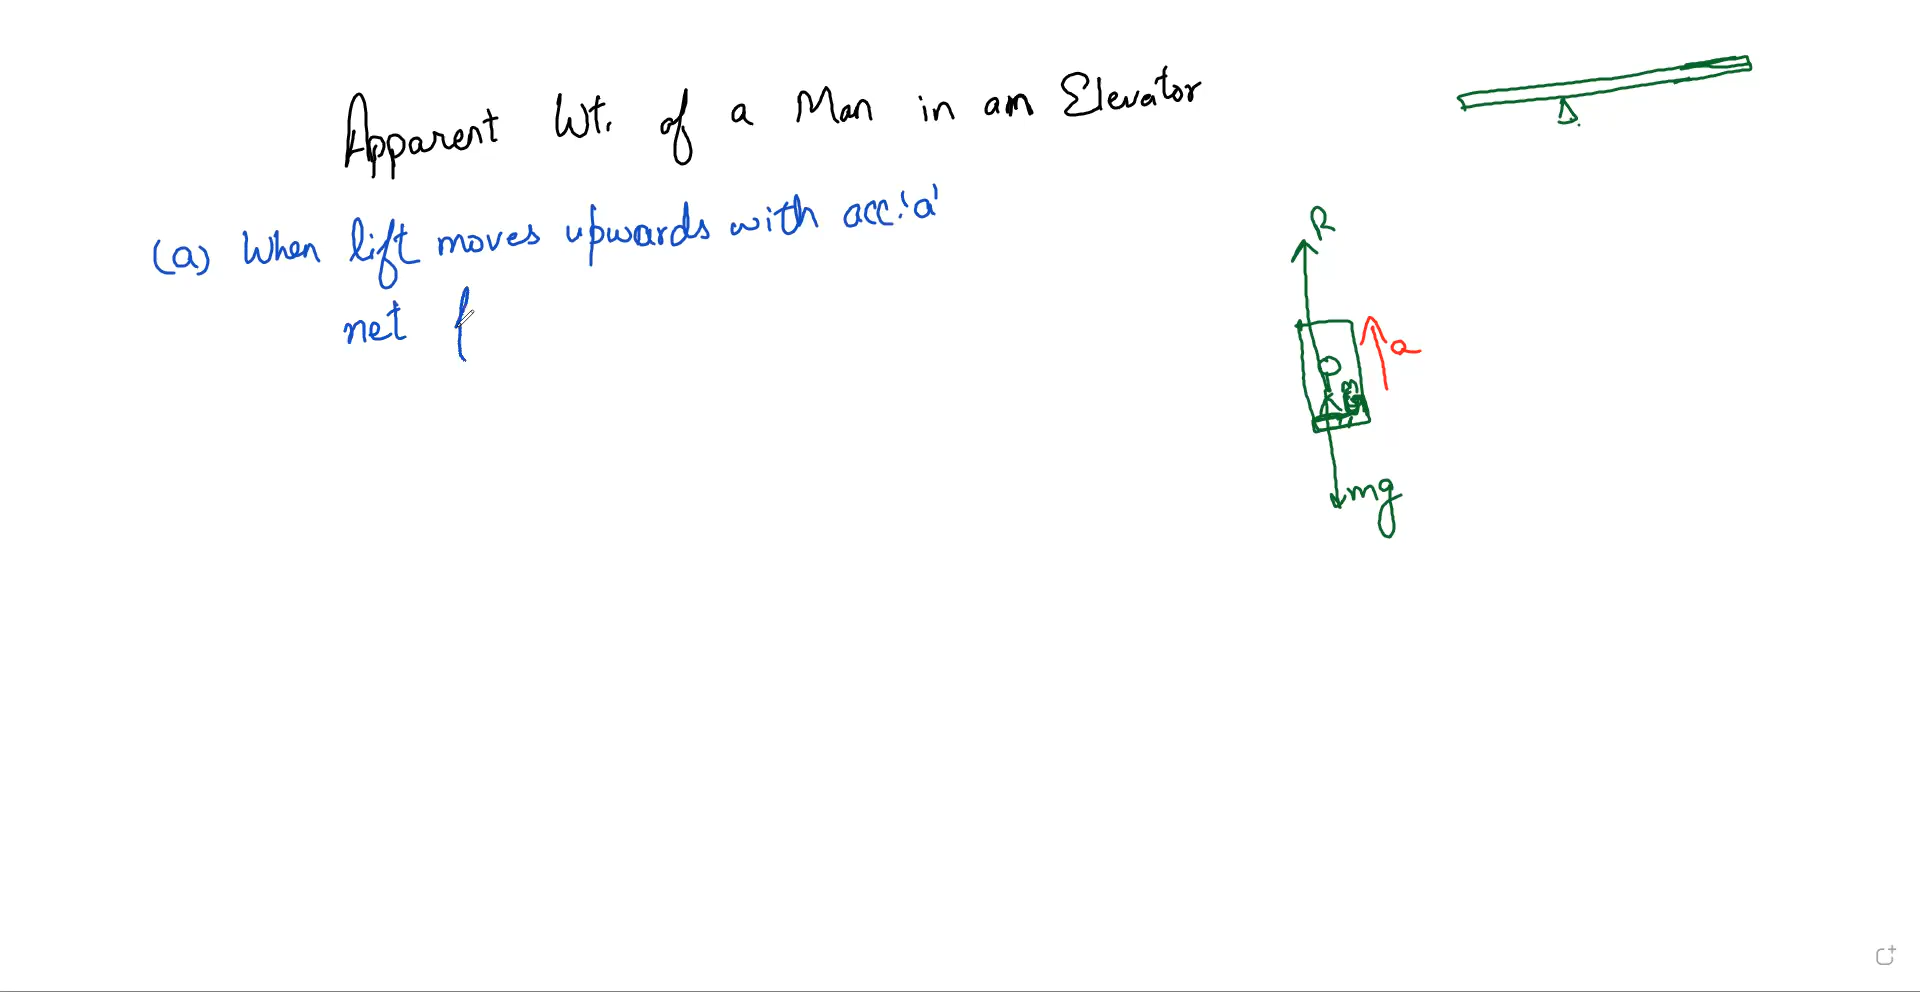 Apparent Wt. of a Man in an Elevator
(a) When lift moves upwards with acc. 'a'
net f
R
a
mg